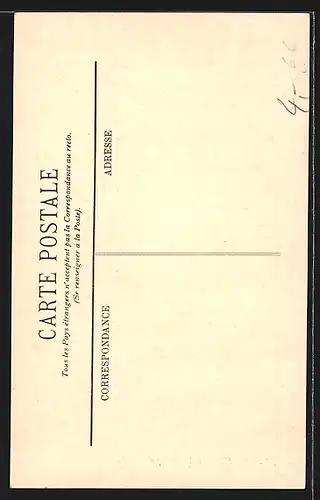 CARTE POSTALE
Tous les Pays étrangers n'acceptent pas la Correspondance au recto.
(Se renseigner à la Poste).
CORRESPONDANCE
ADRESSE